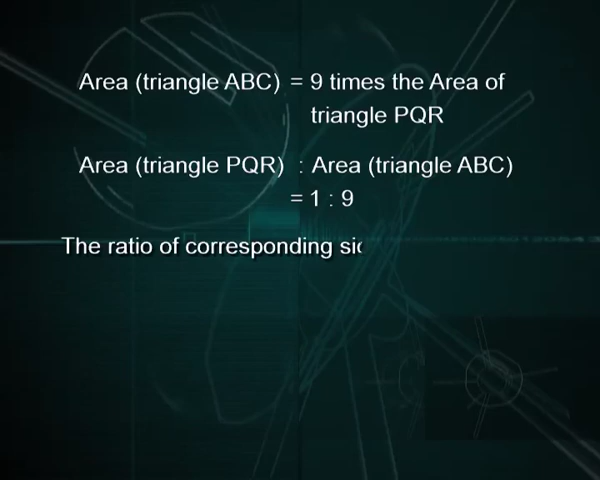 Area (triangle ABC) = 9 times the Area of
triangle PQR
Area (triangle PQR) : Area (triangle ABC)
= 1 : 9
The ratio of corresponding